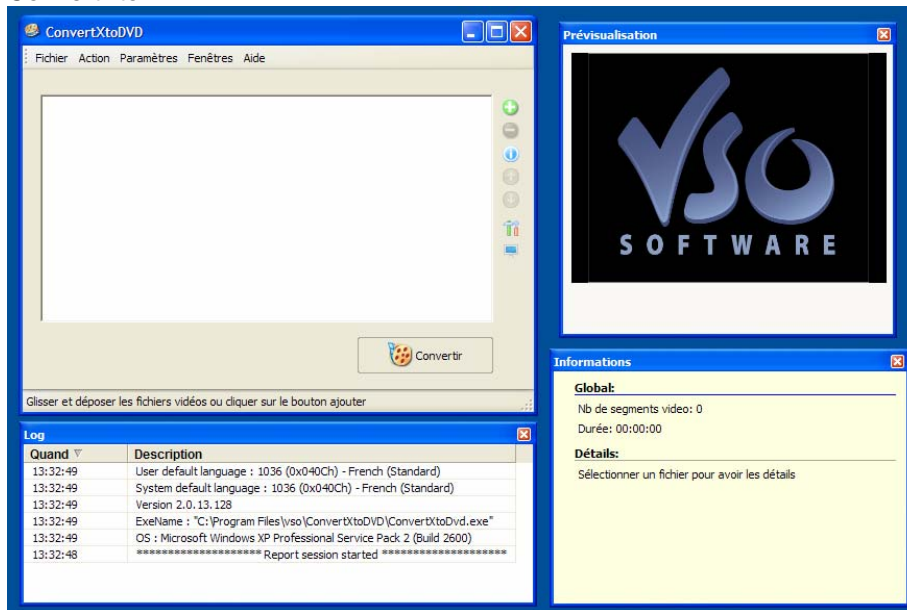 ConvertXtoDVD
Fichier Action Paramètres Fenêtres Aide
Convertir
Glisser et déposer les fichiers vidéos ou cliquer sur le bouton ajouter
Prévisualisation
VSO
SOFTWARE
Log
Quand Description
13:32:49 User default language : 1036 (0x040Ch) - French (Standard)
13:32:49 System default language : 1036 (0x040Ch) - French (Standard)
13:32:49 Version 2.0.13.128
13:32:49 ExeName : "C:\Program Files\vso\ConvertXtoDVD\ConvertXtoDvd.exe"
13:32:49 OS : Microsoft Windows XP Professional Service Pack 2 (Build 2600)
13:32:48 ******************** Report session started ********************
Informations
Global:
Nb de segments video: 0
Durée: 00:00:00
Détails:
Sélectionner un fichier pour avoir les détails